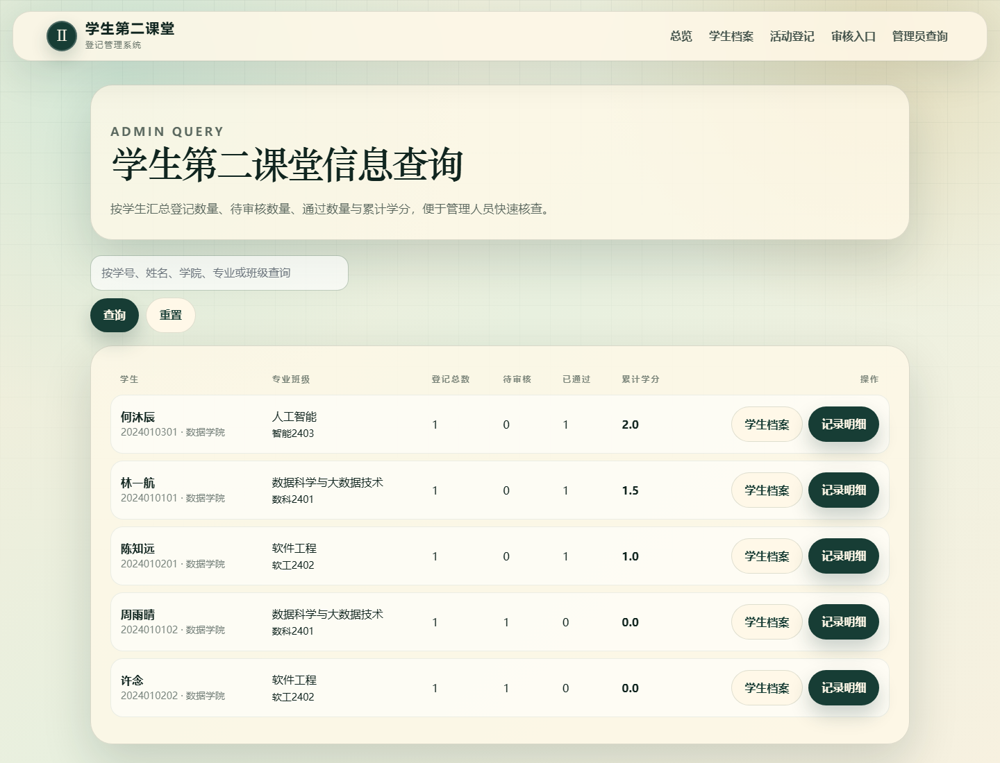 II
学生第二课堂
登记管理系统
总览 学生档案 活动登记 审核入口 管理员查询
ADMIN QUERY
学生第二课堂信息查询
按学生汇总登记数量、待审核数量、通过数量与累计学分，便于管理人员快速核查。
按学号、姓名、学院、专业或班级查询
查询 重置
学生 专业班级 登记总数 待审核 已通过 累计学分 操作
何沐辰 人工智能 1 0 1 2.0 学生档案 记录明细
2024010301 · 数据学院 智能2403
林一航 数据科学与大数据技术 1 0 1 1.5 学生档案 记录明细
2024010101 · 数据学院 数科2401
陈知远 软件工程 1 0 1 1.0 学生档案 记录明细
2024010201 · 数据学院 软工2402
周雨晴 数据科学与大数据技术 1 1 0 0.0 学生档案 记录明细
2024010102 · 数据学院 数科2401
许念 软件工程 1 1 0 0.0 学生档案 记录明细
2024010202 · 数据学院 软工2402